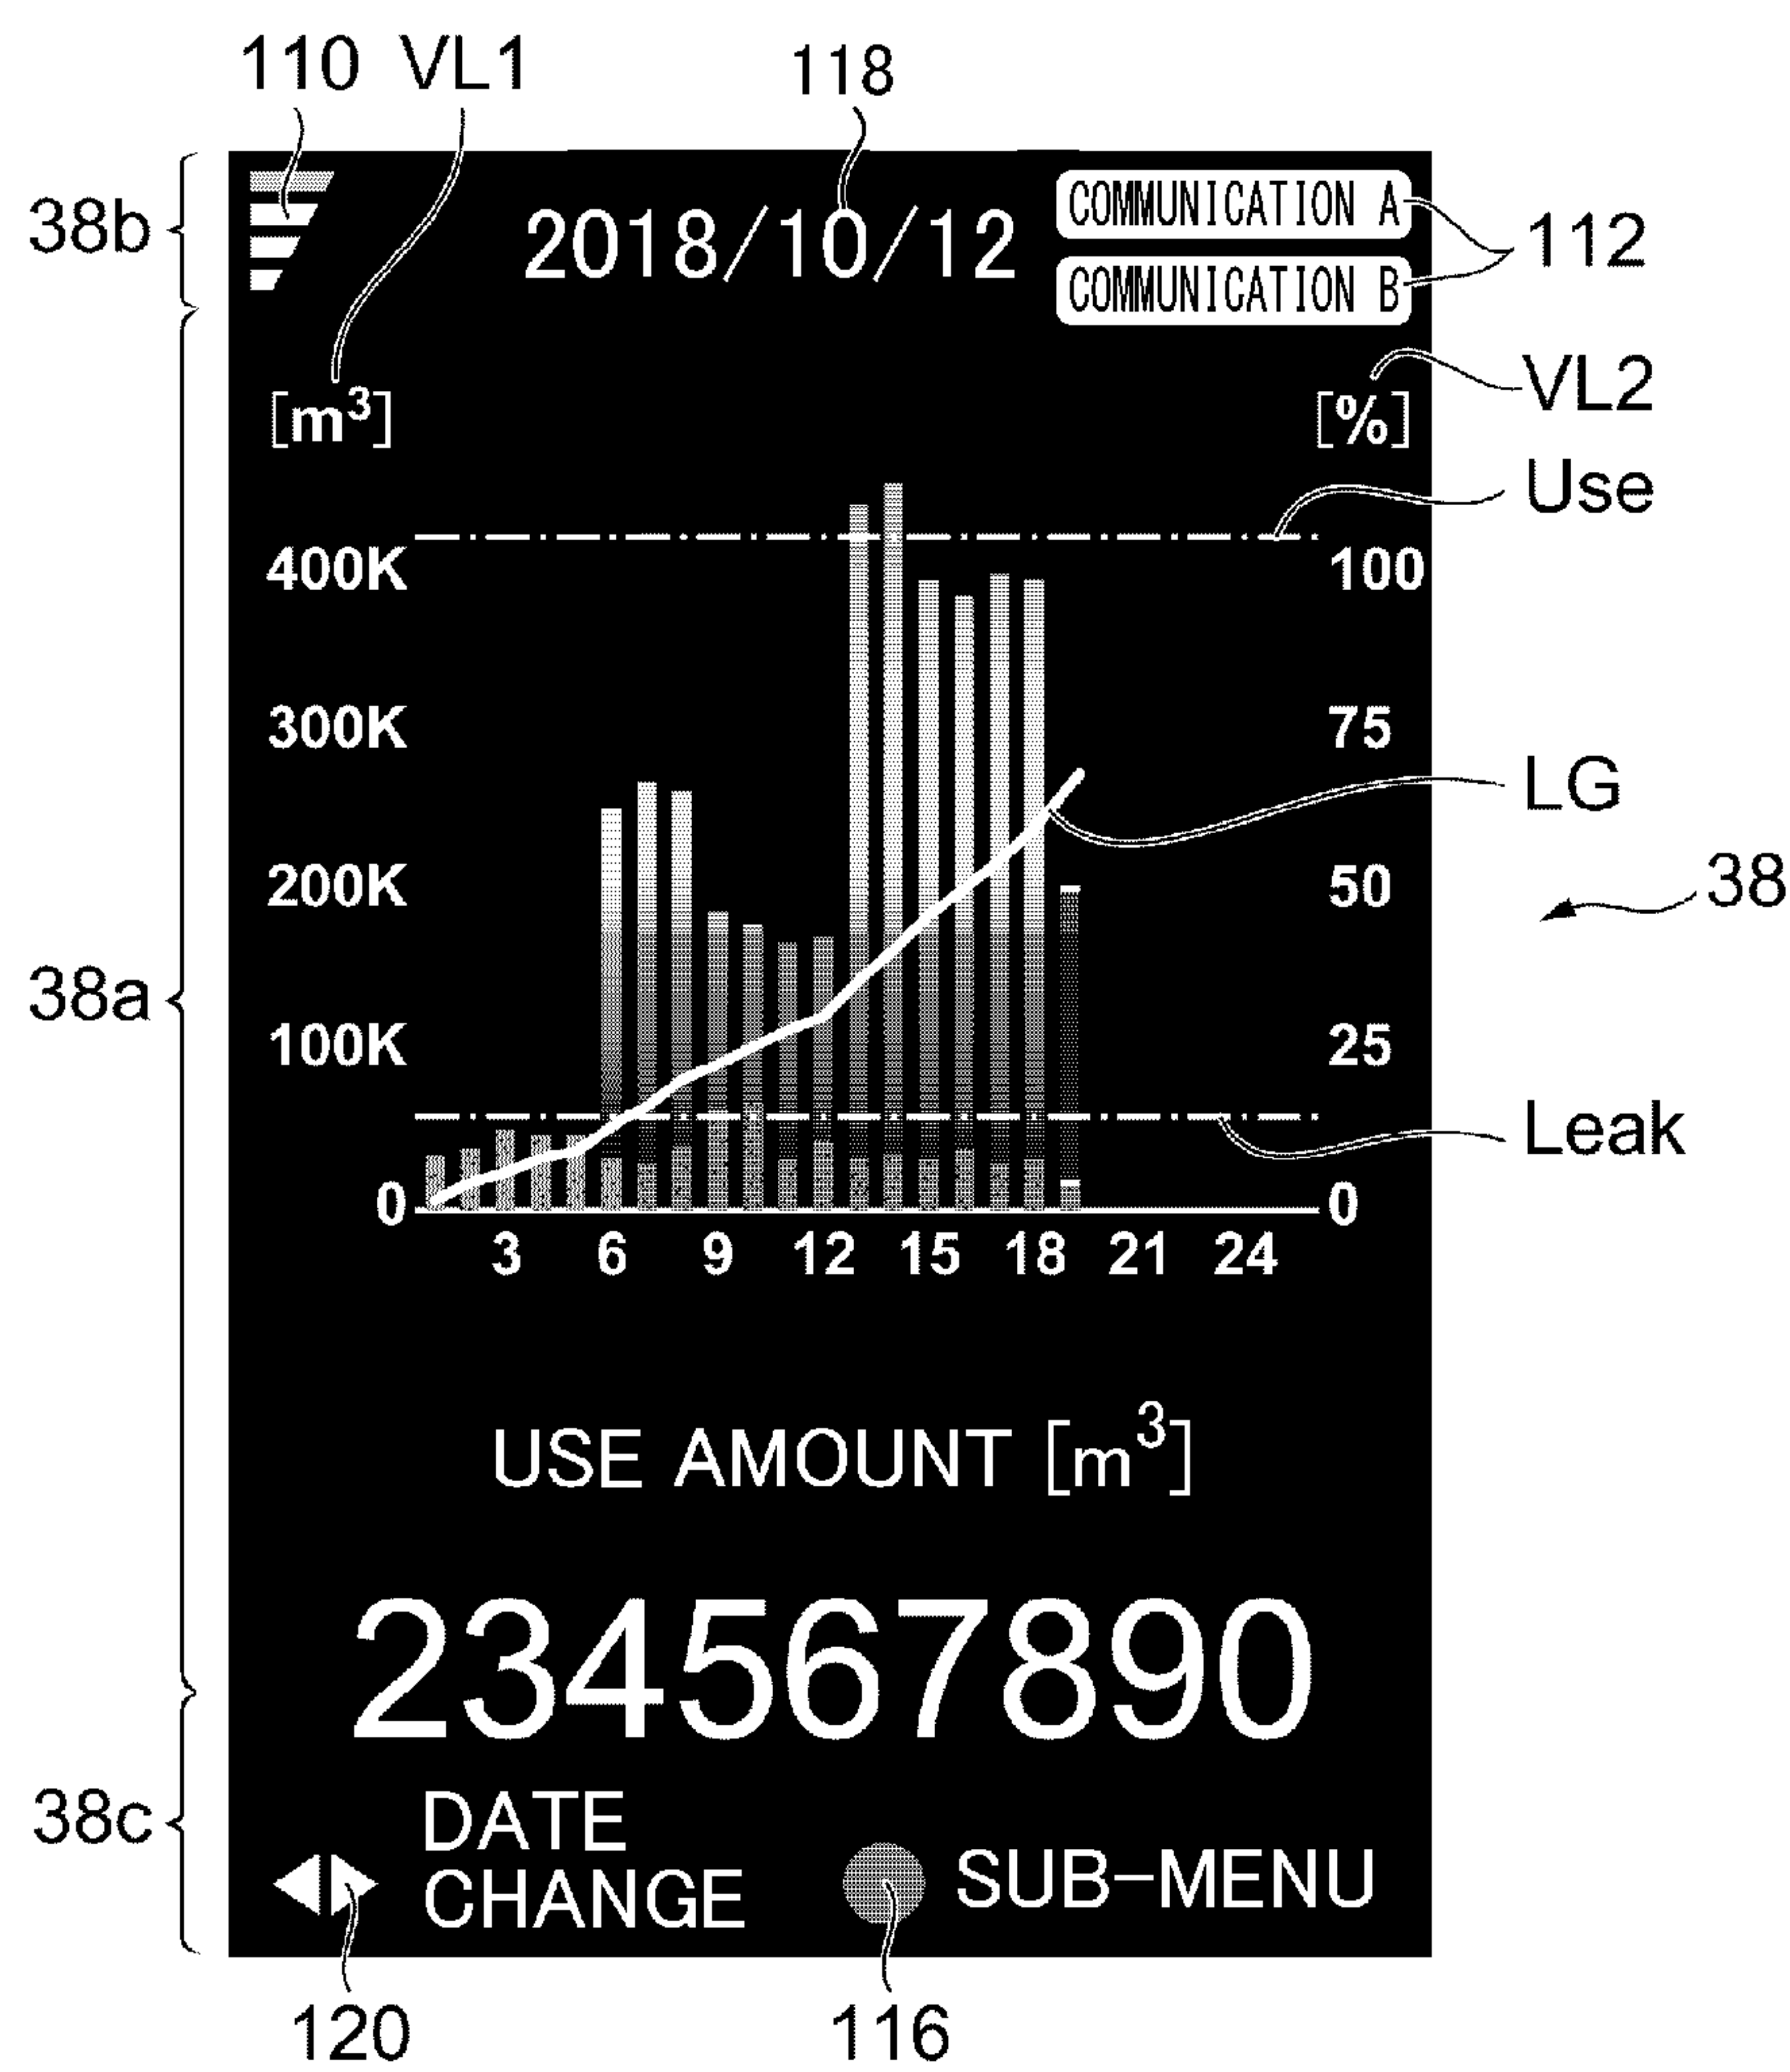 110 VL1 118
38b
2018/10/12
COMMUNICATION A
COMMUNICATION B
112
VL2
[m³]
[%]
Use
400K
100
300K
75
LG
200K
50
38
38a
100K
25
Leak
0
0
3 6 9 12 15 18 21 24
USE AMOUNT [m³]
234567890
38c
DATE
CHANGE
SUB-MENU
120
116